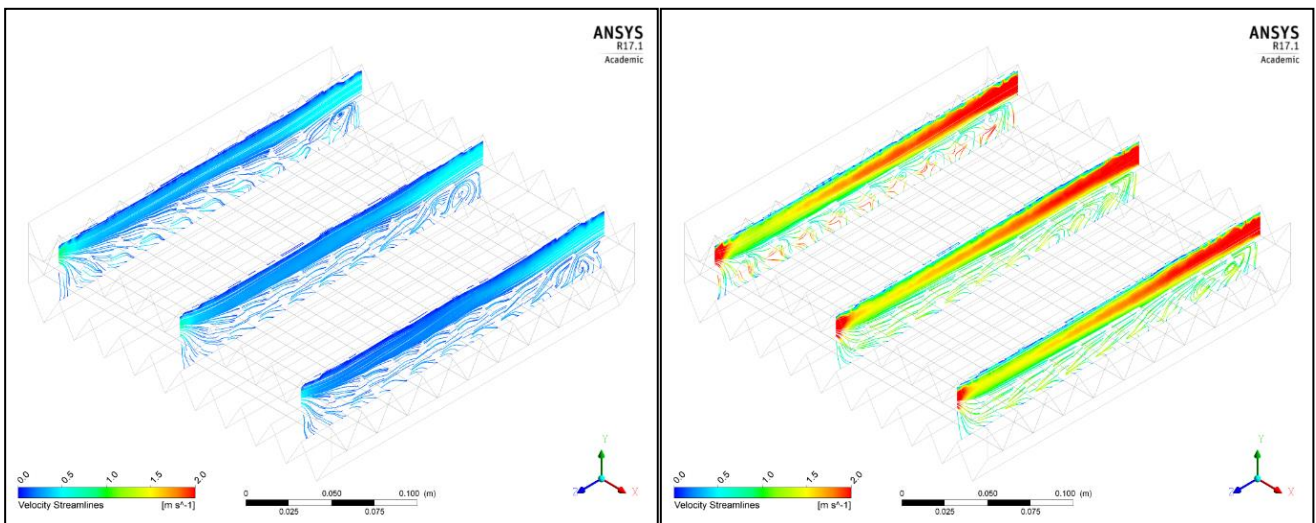 ANSYS
R17.1
Academic
0.0 0.5 1.0 1.5 2.0
Velocity Streamlines [m s^-1]
0.050 0.100 (m)
0.025 0.075
Y
Z X
ANSYS
R17.1
Academic
0.0 0.5 1.0 1.5 2.0
Velocity Streamlines [m s^-1]
0.050 0.100 (m)
0.025 0.075
Y
Z X